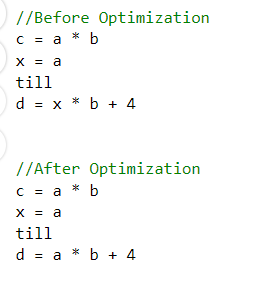 //Before Optimization
c = a * b
x = a
till
d = x * b + 4
//After Optimization
c = a * b
x = a
till
d = a * b + 4